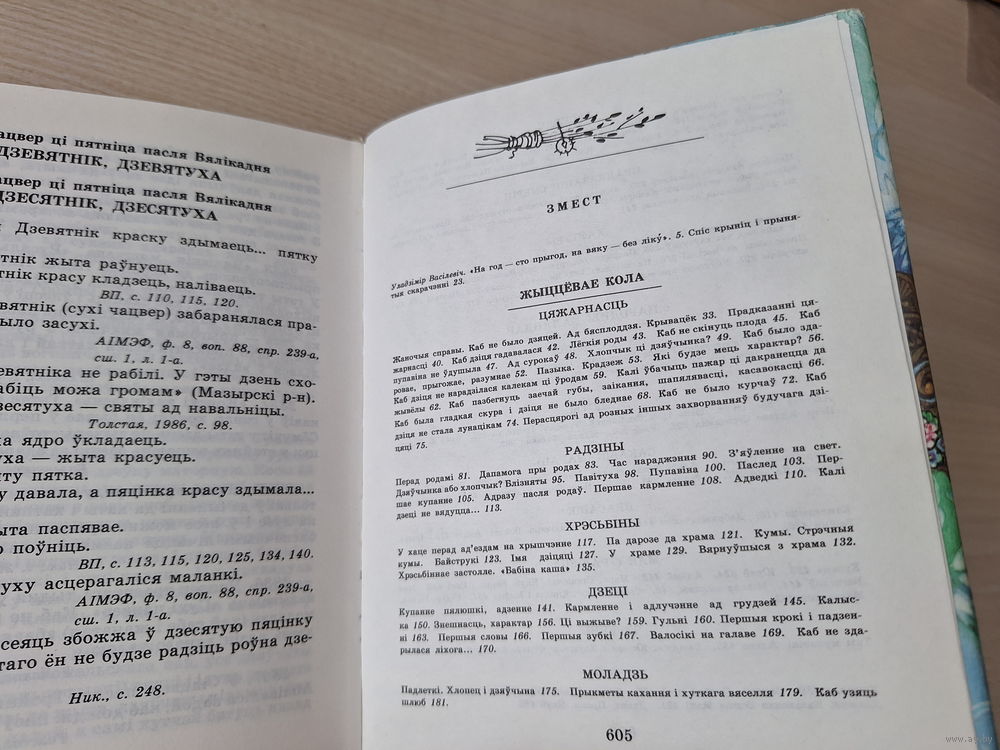 ацвер ці пятніца пасля Вялікадня
ДЗЕВЯТНІК, ДЗЕВЯТУХА
ацвер ці пятніца пасля Вялікадня
ДЗЕСЯТНІК, ДЗЕСЯТУХА
Дзевятнік краску здымаець... пятку
тнік жыта раўнуець.
тнік красу кладзець, наліваець.
ВП, с. 110, 115, 120.
вятнік (сухі чацвер) забаранялася пра-
было засухі.
АІМЭФ, ф. 8, воп. 88, спр. 239-а,
сш. 1, л. 1-а.
евятніка не рабілі. У гэты дзень схо-
абіць можа громам» (Мазырскі р-н).
зесятуха — святы ад навальніцы.
Толстая, 1986, с. 98.
ка ядро ўкладаець.
уха — жыта красуець.
ту пятка.
у давала, а пяцінка красу здымала...
ыта паспявае.
о поўніць.
ВП, с. 113, 115, 120, 125, 134, 140.
уху асцерагаліся маланкі.
АІМЭФ, ф. 8, воп. 88, спр. 239-а,
сш. 1, л. 1-а.
сеяць збожжа ў дзесятую пяцінку
таго ён не будзе радзіць роўна дзе-
Ник., с. 248.
ЗМЕСТ
Уладзімір Васілевіч. «На год — сто прыгод, на вяку — без ліку». 5. Спіс крыніц і прыня-
тыя скарачэнні 23.
ЖЫЦЦЁВАЕ КОЛА
ЦЯЖАРНАСЦЬ
Жаночыя справы. Каб не было дзяцей. Ад бясплоддзя. Крывацёк 33. Прадказанні ця-
жарнасці 40. Каб дзіця гадавалася 42. Лёгкія роды 43. Каб не скінуць плода 45. Каб
пупавіна не ўдушыла 47. Ад сурокаў 48. Хлопчык ці дзяўчынка? 49. Каб было зда-
ровае, прыгожае, разумнае 52. Пазыка. Крадзеж 53. Які будзе мець характар? 56.
Каб дзіця не нарадзілася калекам ці ўродам 59. Калі ўбачыць пажар ці дакранецца да
жывёлы 62. Каб пазбегнуць заечай губы, заікання, шапялявасці, касавокасці 66.
Каб была гладкая скура і дзіця не было бледнае 68. Каб не было курчаў 72. Каб
дзіця не стала лунацікам 74. Перасцярогі ад розных іншых захворванняў будучага дзі-
цяці 75.
РАДЗІНЫ
Перад родамі 81. Дапамога пры родах 83. Час нараджэння 90. З’яўленне на свет.
Дзяўчынка або хлопчык? Блізняты 95. Павітуха 98. Пупавіна 100. Паслед 103. Пер-
шае купанне 105. Адразу пасля родаў. Першае кармленне 108. Адведкі 110. Калі
дзеці не вядуцца... 113.
ХРЭСЬБІНЫ
У хаце перад ад’ездам на хрышчэнне 117. Па дарозе да храма 121. Кумы. Стрэчныя
кумы. Байструкі 123. Імя дзіцяці 127. У храме 129. Вярнуўшыся з храма 132.
Хрэсьбіннае застолле. «Бабіна каша» 135.
ДЗЕЦІ
Купанне пялюшкі, адзенне 141. Кармленне і адлучэнне ад грудзей 145. Калыс-
ка 150. Знешнасць, характар 156. Ці выжыве? 159. Гульні 160. Першыя крокі і падзен-
ні 163. Першыя словы 166. Першыя зубкі 167. Валосікі на галаве 169. Каб не зда-
рылася ліхога... 170.
МОЛАДЗЬ
Падлеткі. Хлопец і дзяўчына 175. Прыкметы кахання і хуткага вяселля 179. Каб узяць
шлюб 181.
605
www.ay.by